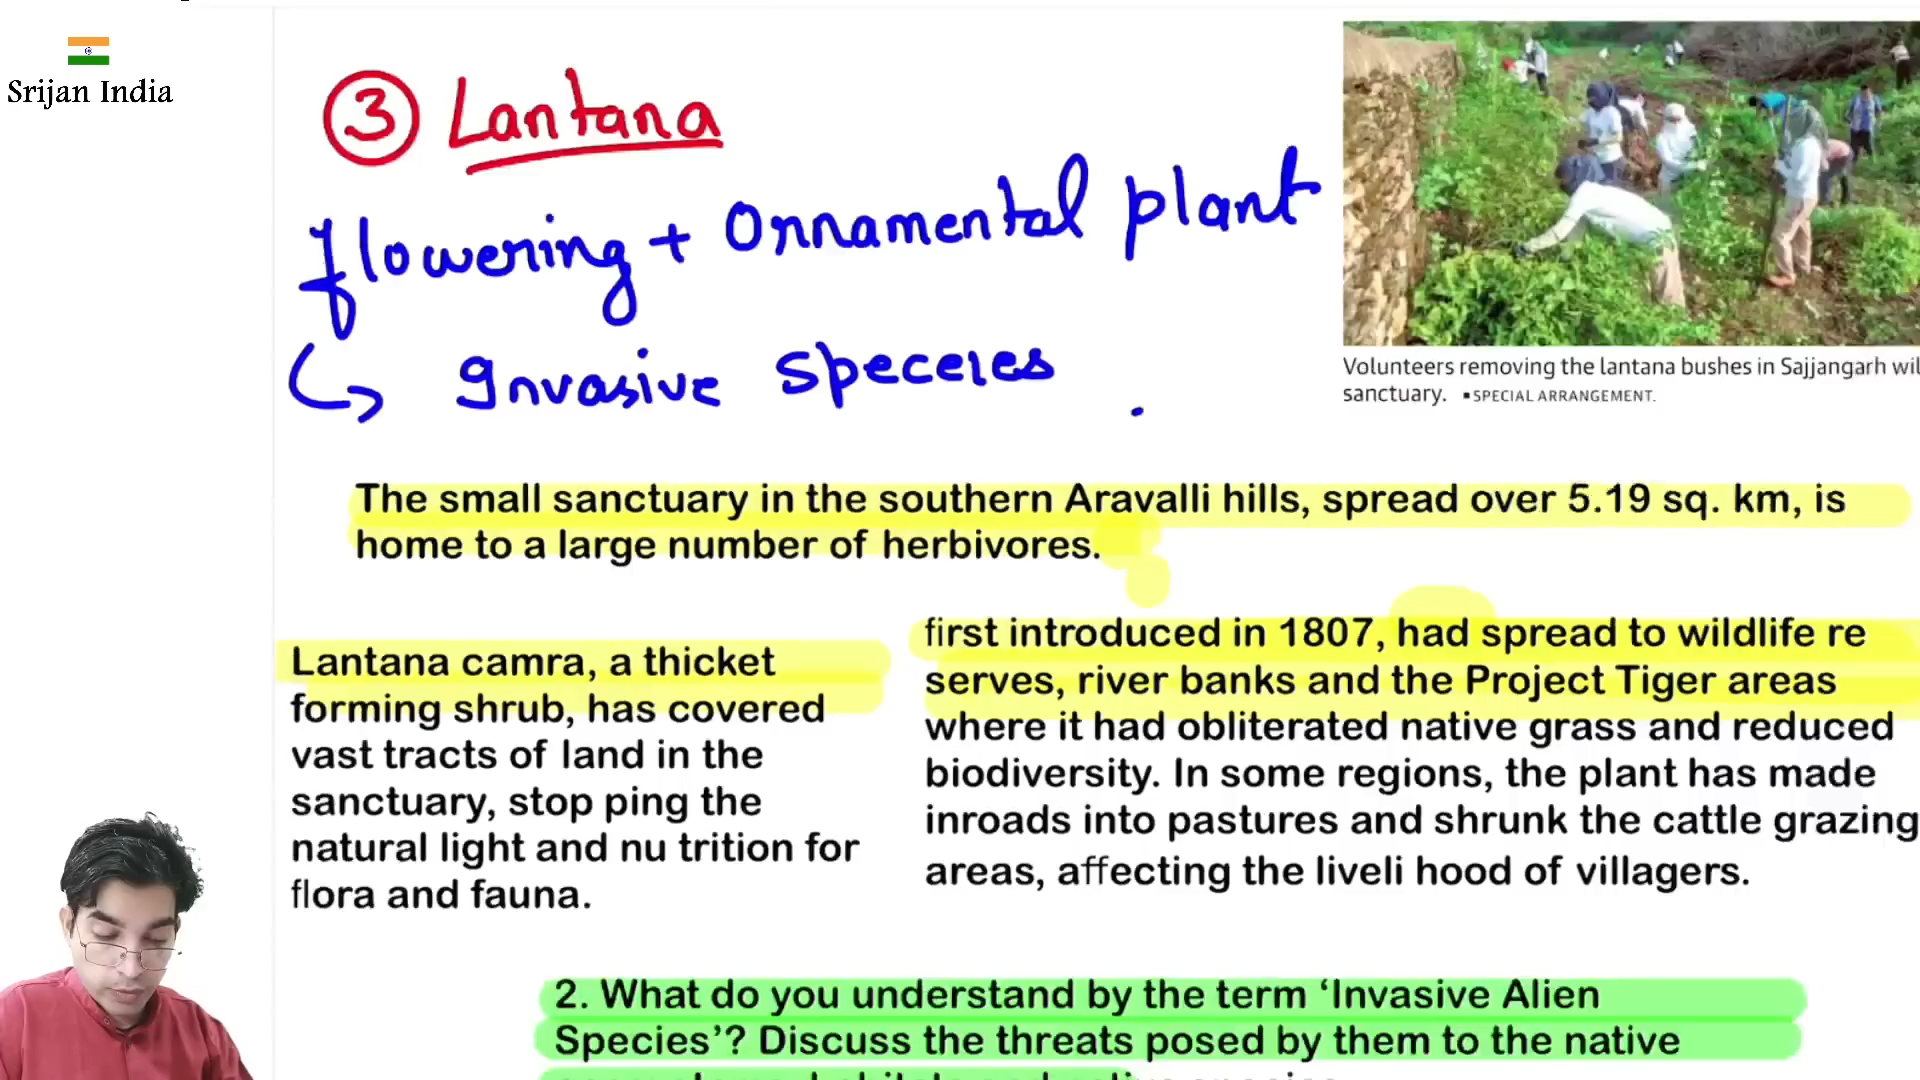 Srijan India
3 Lantana
flowering + Ornamental plant
Invasive speceies
Volunteers removing the lantana bushes in Sajjangarh wil
sanctuary. ▪SPECIAL ARRANGEMENT.
The small sanctuary in the southern Aravalli hills, spread over 5.19 sq. km, is
home to a large number of herbivores.
Lantana camra, a thicket
forming shrub, has covered
vast tracts of land in the
sanctuary, stop ping the
natural light and nu trition for
flora and fauna.
first introduced in 1807, had spread to wildlife re
serves, river banks and the Project Tiger areas
where it had obliterated native grass and reduced
biodiversity. In some regions, the plant has made
inroads into pastures and shrunk the cattle grazing
areas, affecting the liveli hood of villagers.
2. What do you understand by the term ‘Invasive Alien
Species’? Discuss the threats posed by them to the native